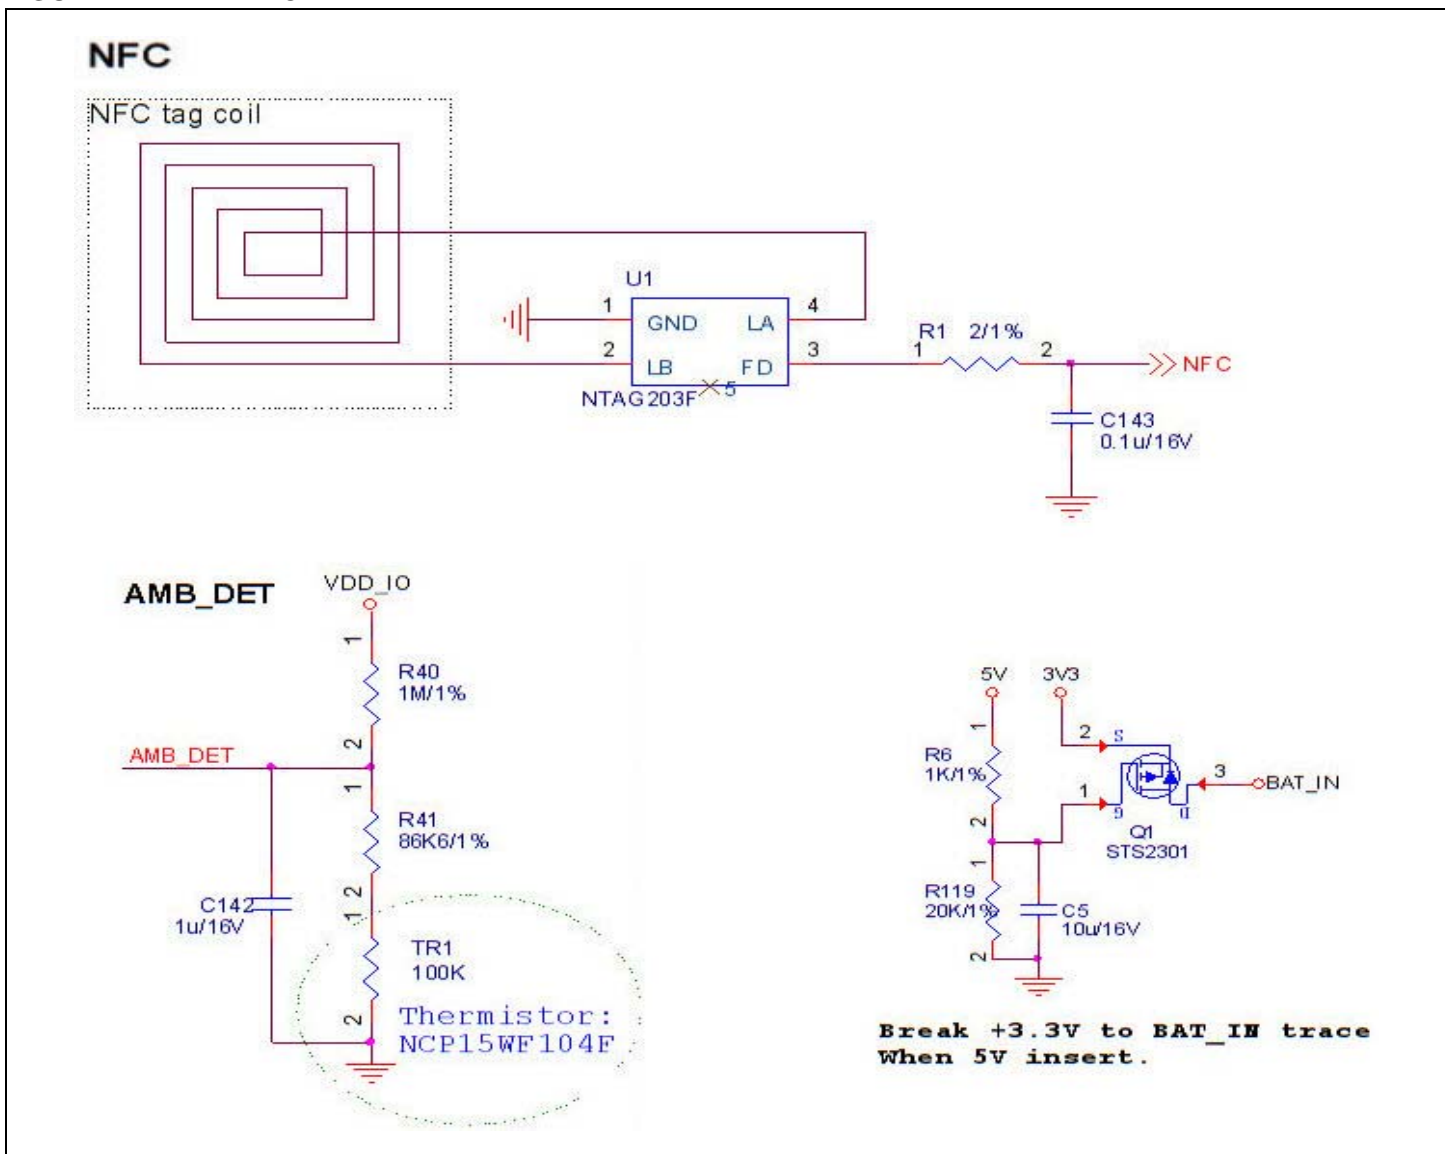 NFC
NFC tag coil
U1
1
GND
LA
4
2
LB
FD
3
NTAG203F
5
R1 2/1%
1
2
NFC
C143
0.1u/16V
AMB_DET
VDD_IO
1
R40
1M/1%
2
AMB_DET
1
R41
86K6/1%
2
C142
1u/16V
1
TR1
100K
2
Thermistor:
NCP15WF104F
5V
3V3
1
R6
1K/1%
2
2
S
1
G
D
3
BAT_IN
Q1
STS2301
1
R119
20K/1%
2
C5
10u/16V
Break +3.3V to BAT_IN trace
When 5V insert.